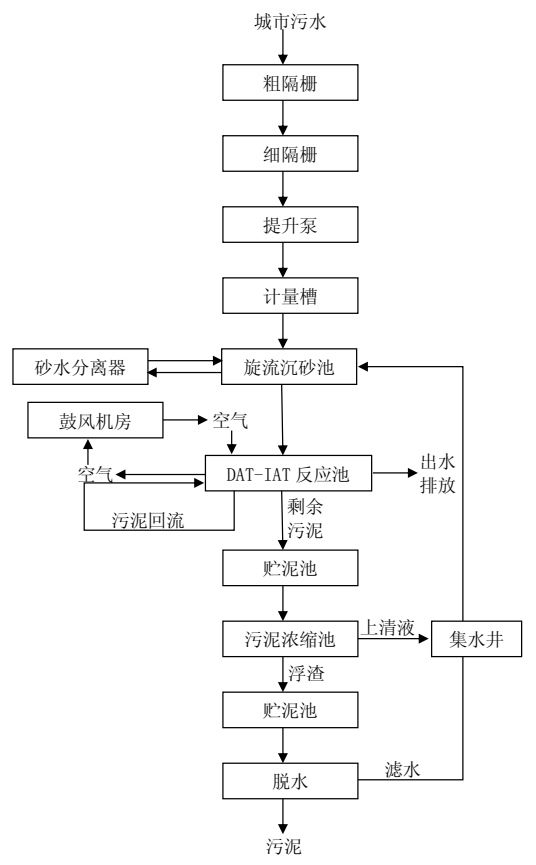 城市污水
粗隔栅
细隔栅
提升泵
计量槽
砂水分离器
旋流沉砂池
鼓风机房
空气
空气
DAT-IAT 反应池
出水
排放
污泥回流
剩余
污泥
贮泥池
污泥浓缩池
上清液
集水井
浮渣
贮泥池
脱水
滤水
污泥